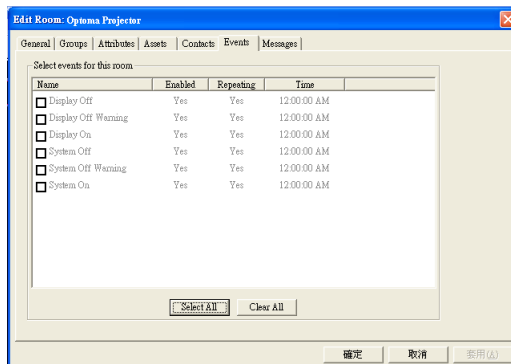 Edit Room: Optoma Projector
General Groups Attributes Assets Contacts Events Messages
Select events for this room
Name Enabled Repeating Time
Display Off Yes Yes 12:00:00 AM
Display Off Warning Yes Yes 12:00:00 AM
Display On Yes Yes 12:00:00 AM
System Off Yes Yes 12:00:00 AM
System Off Warning Yes Yes 12:00:00 AM
System On Yes Yes 12:00:00 AM
Select All Clear All
確定 取消 套用(A)